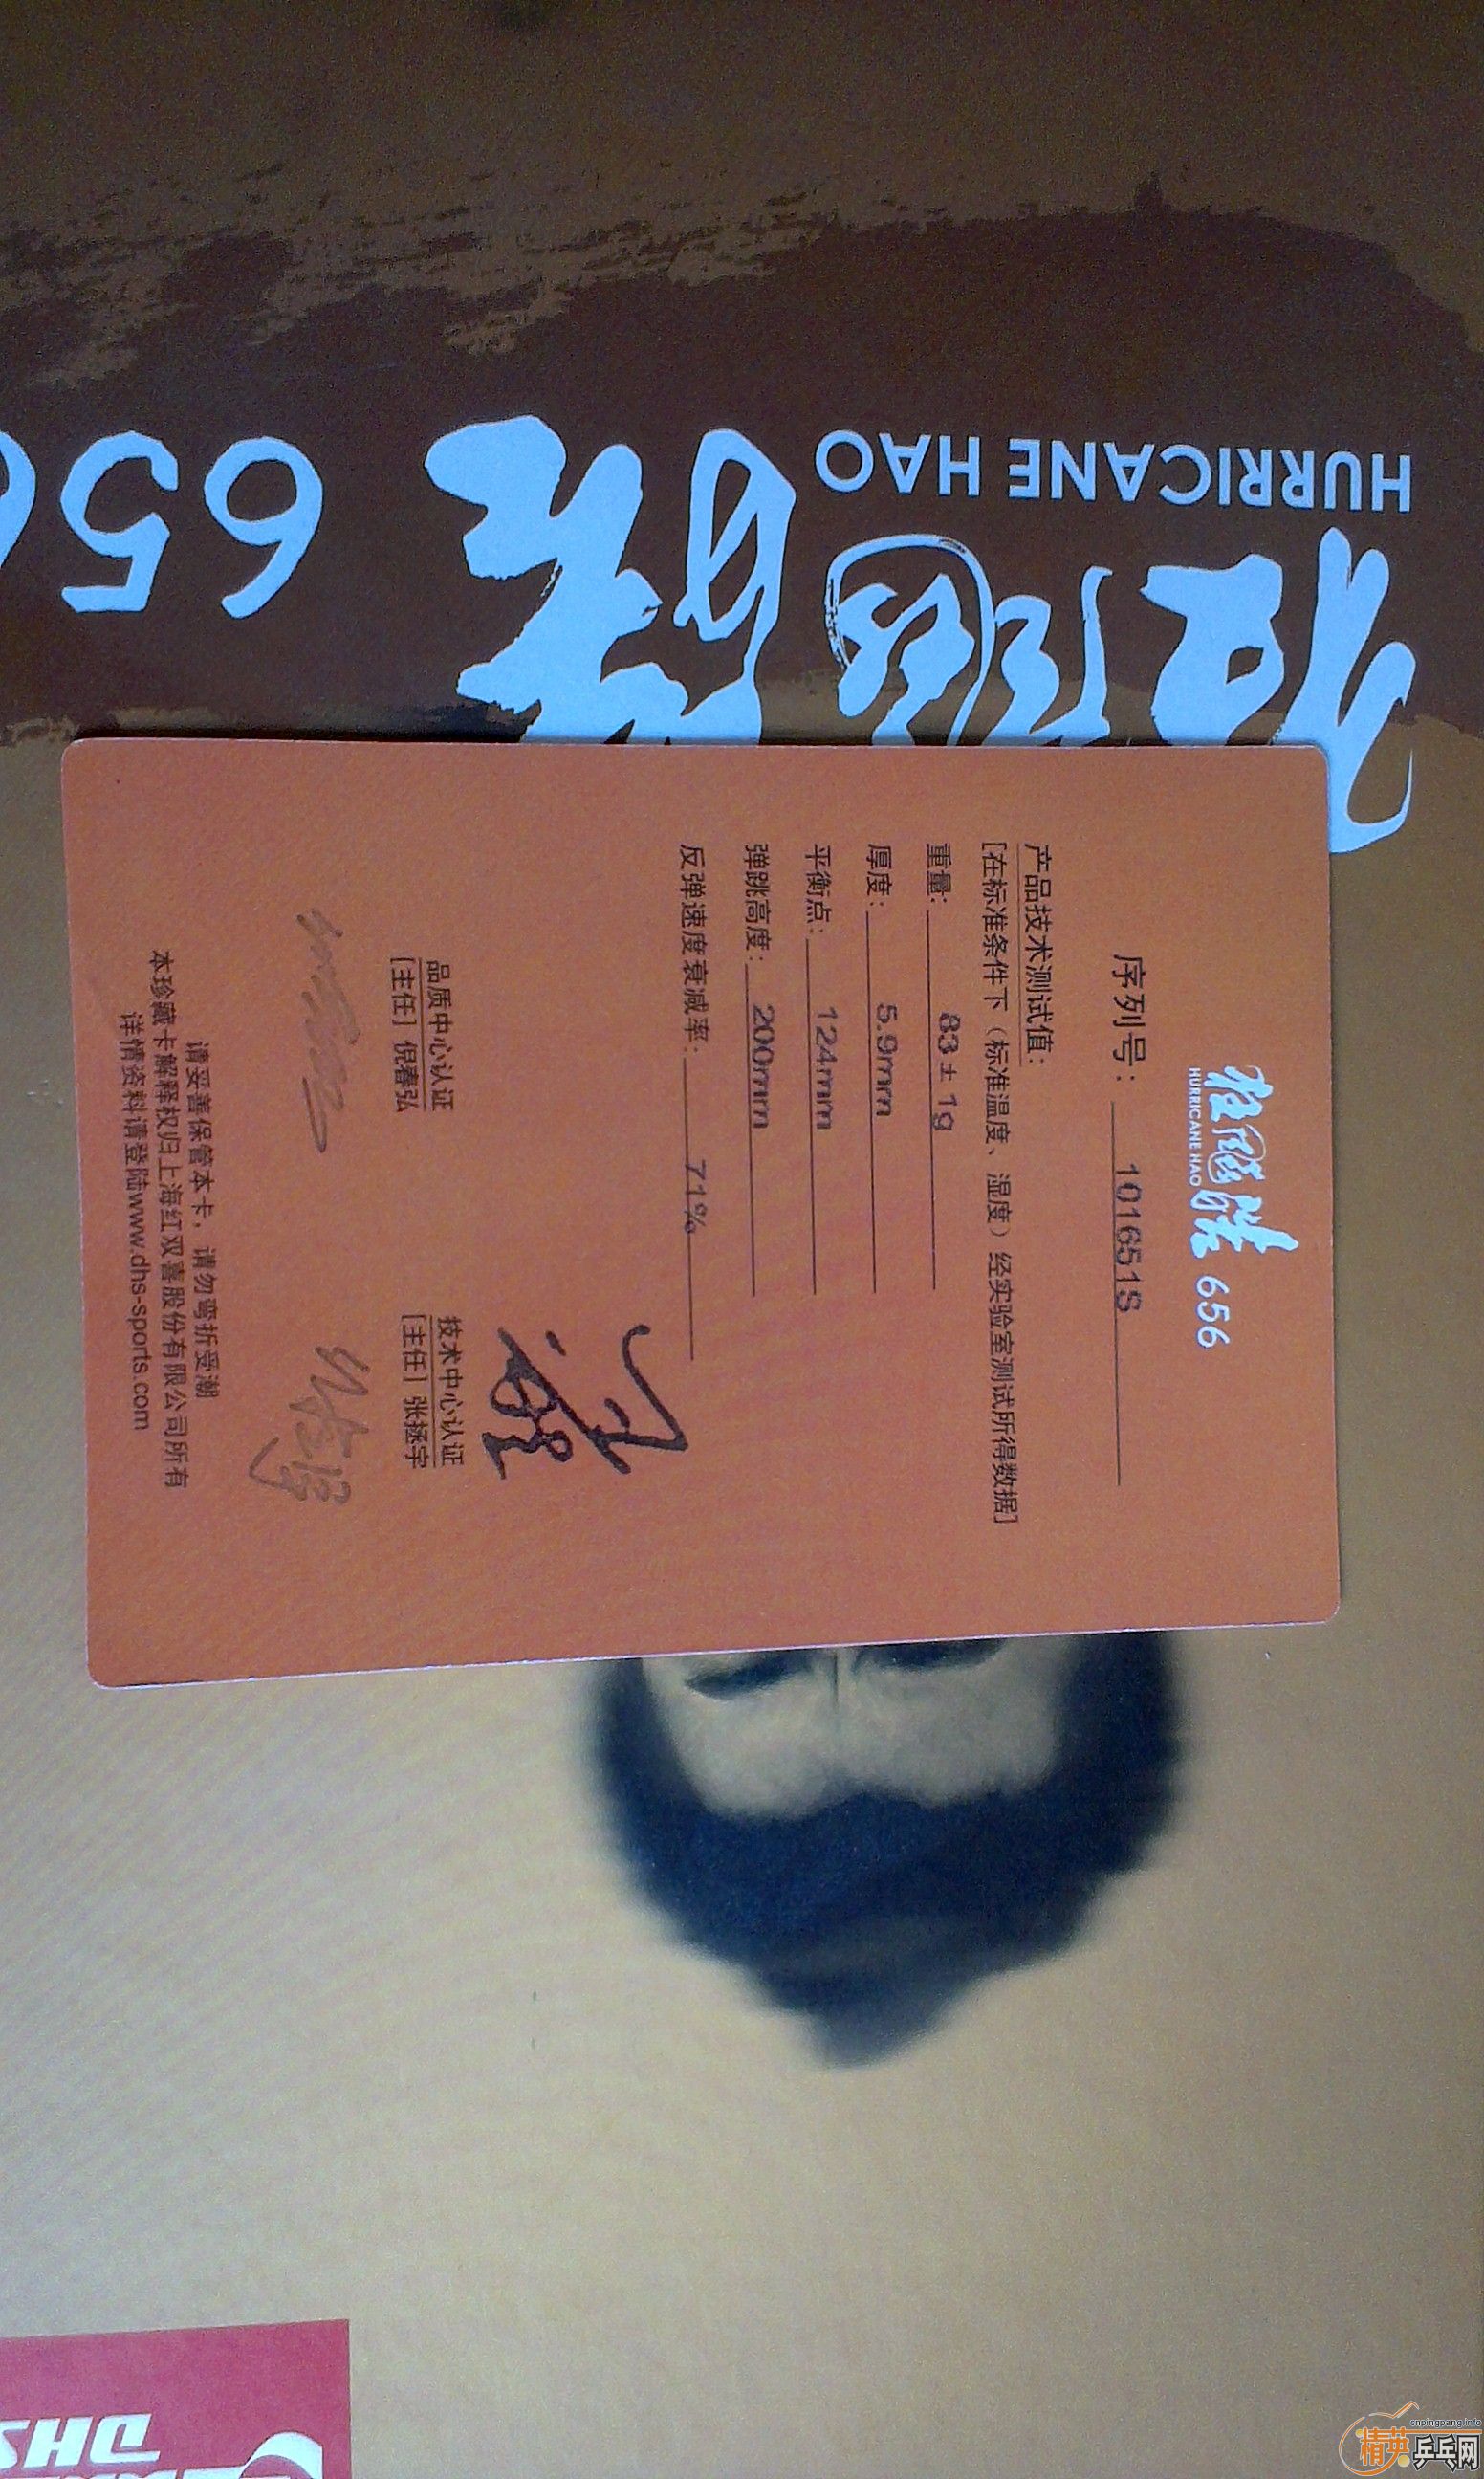 HURRICANE HAO
狂飚皓
656
狂飚皓 656
HURRICANE HAO
序列号： 101651S
产品技术测试值：
[在标准条件下（标准温度、湿度）经实验室测试所得数据]
重量： 83±1g
厚度： 5.9mm
平衡点： 124mm
弹跳高度： 200mm
反弹速度衰减率： 71%
品质中心认证
[主任] 倪春弘
技术中心认证
[主任] 张拯宇
请妥善保管本卡，请勿弯折受潮
本珍藏卡解释权归上海红双喜股份有限公司所有
详情资料请登陆www.dhs-sports.com
DHS
cnpingpang.info
精英乒乓网